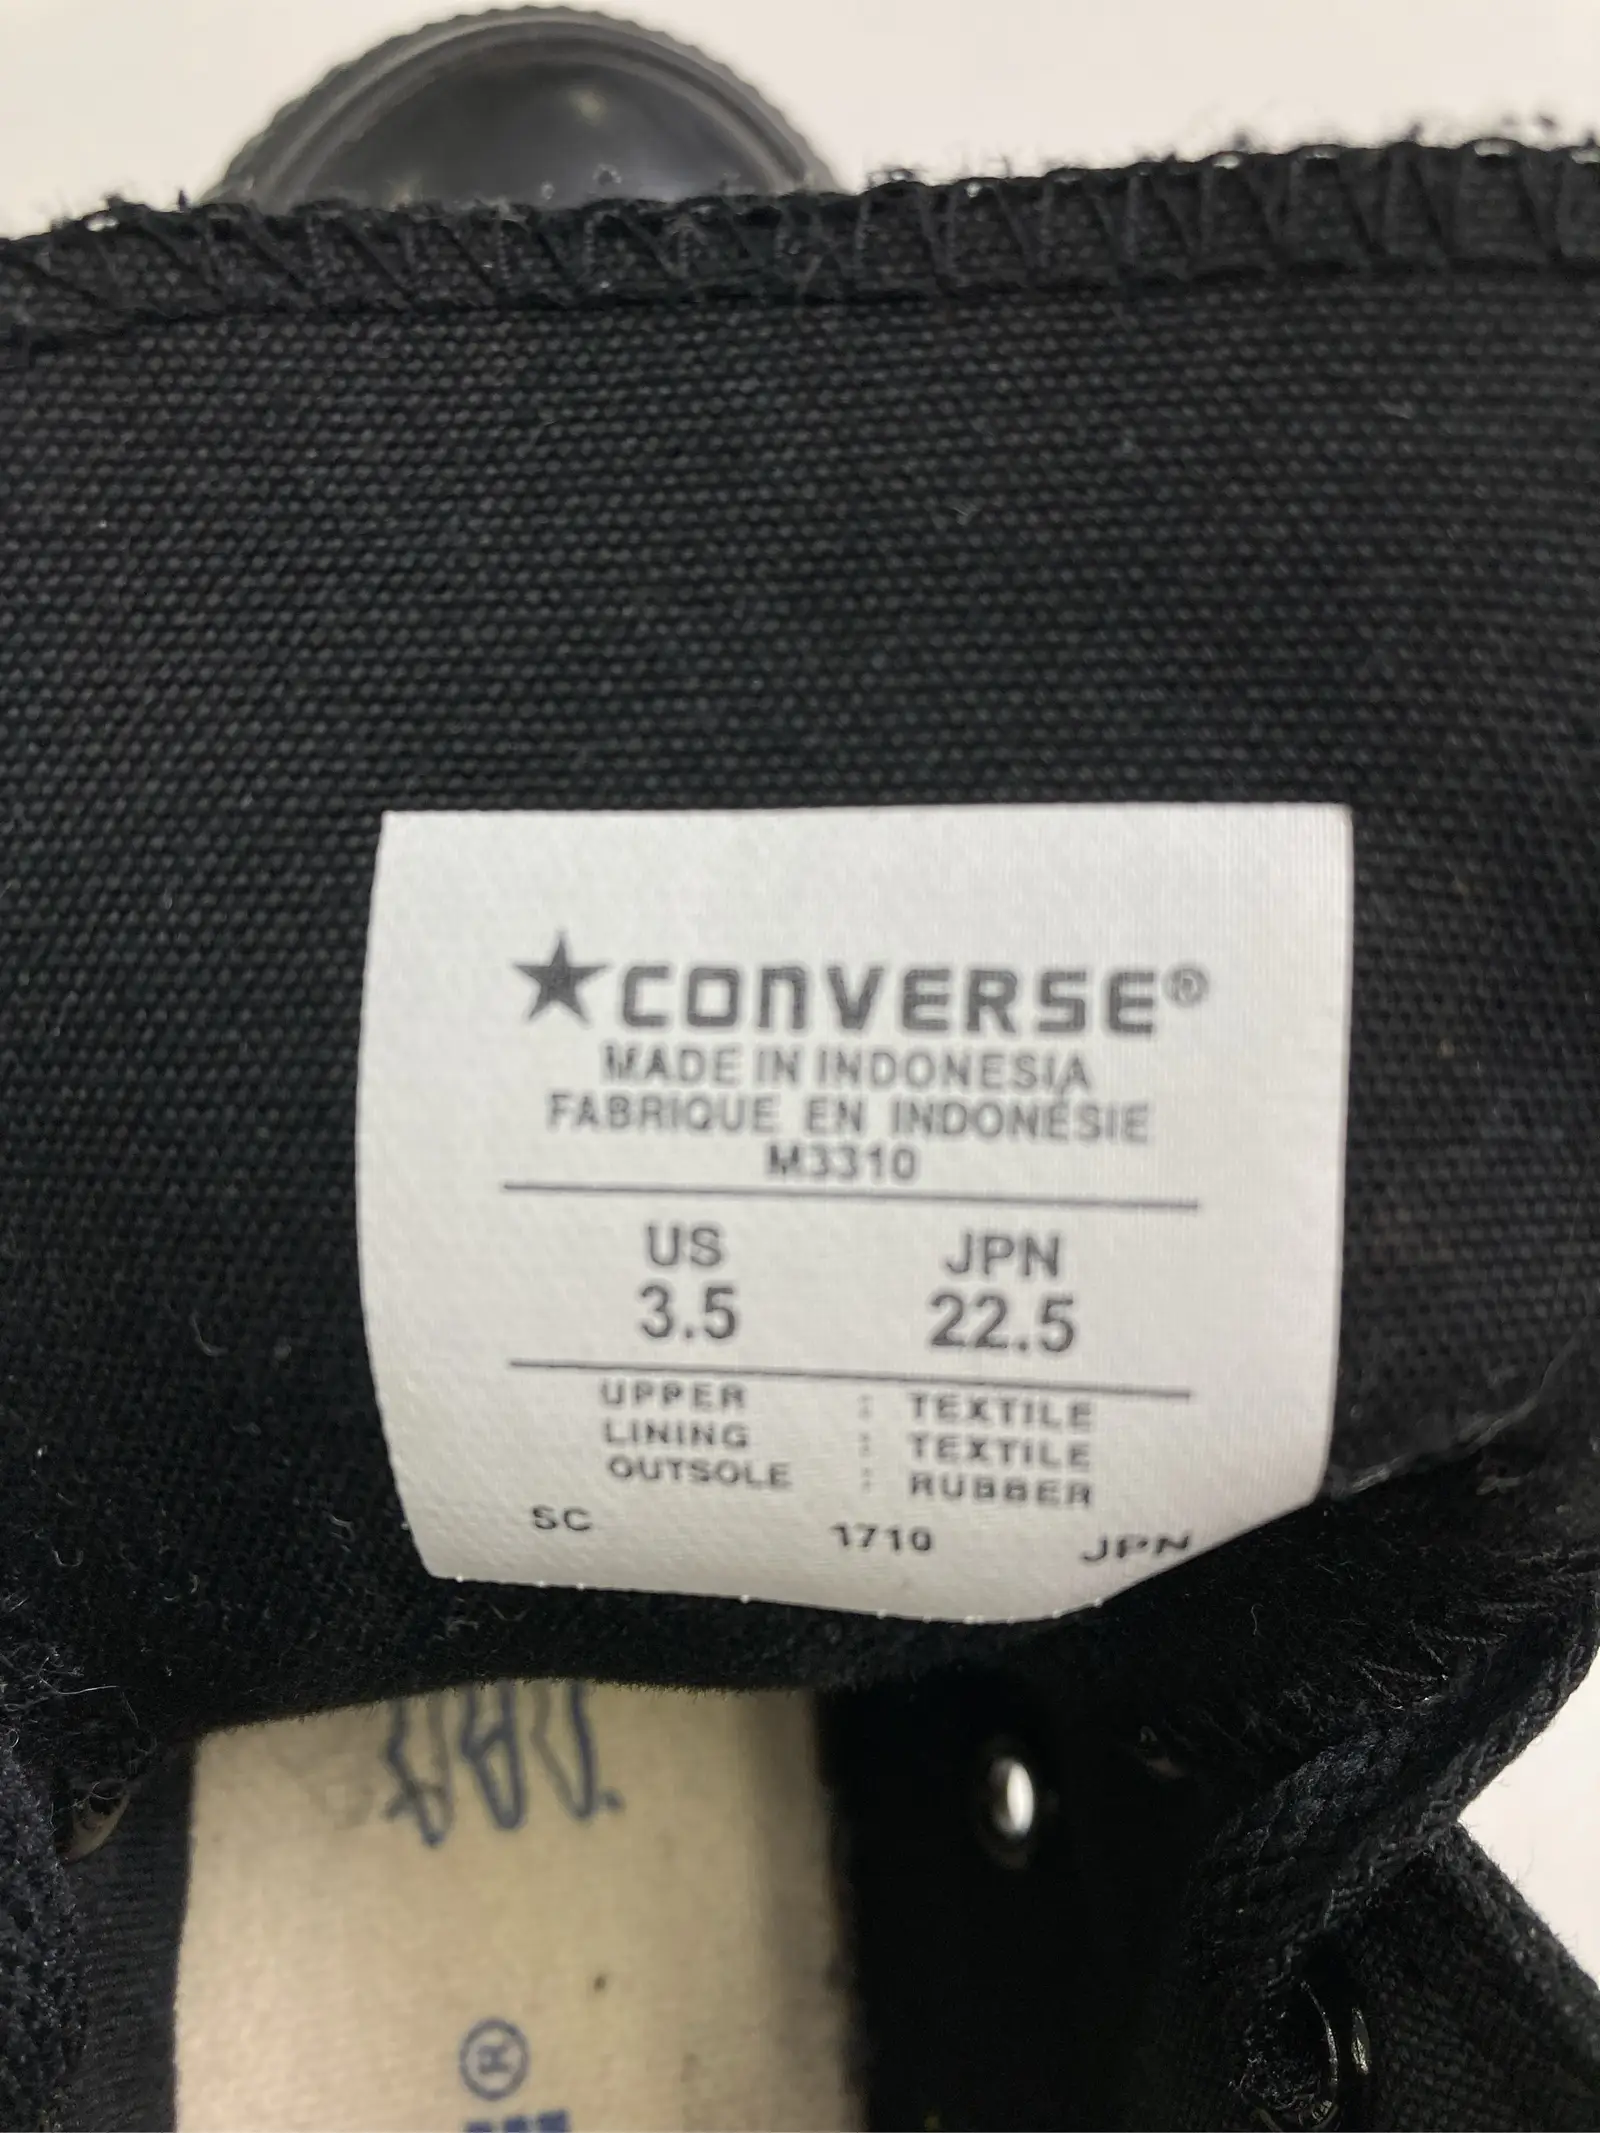 ★CONVERSE®
MADE IN INDONESIA
FABRIQUE EN INDONÉSIE
M3310
US JPN
3.5 22.5
UPPER : TEXTILE
LINING : TEXTILE
OUTSOLE : RUBBER
SC 1710 JPN
®